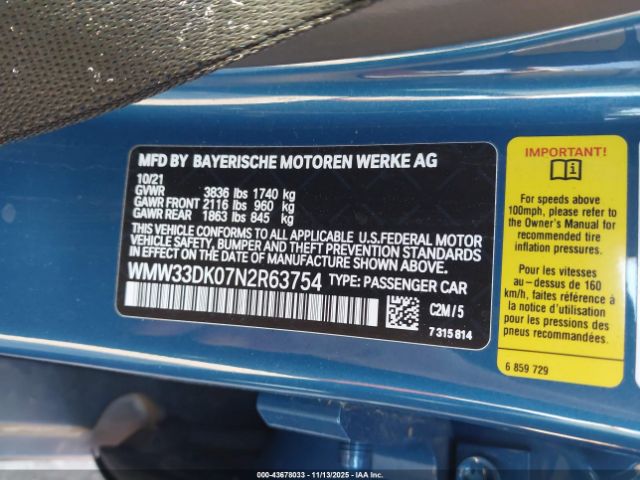 MFD BY BAYERISCHE MOTOREN WERKE AG
10/21
GVWR 3836 lbs 1740 kg
GAWR FRONT 2116 lbs 960 kg
GAWR REAR 1863 lbs 845 kg
THIS VEHICLE CONFORMS TO ALL APPLICABLE U.S. FEDERAL MOTOR
VEHICLE SAFETY, BUMPER AND THEFT PREVENTION STANDARDS
IN EFFECT ON THE DATE OF MANUFACTURE SHOWN ABOVE.
WMW33DK07N2R63754 TYPE: PASSENGER CAR
C2M / 5
7 315 814
IMPORTANT!
For speeds above
100mph, please refer to
the Owner's Manual for
recommended tire
inflation pressures.
Pour les vitesses
au-dessus de 160
km/h, faites référence
à la notice d'utilisation
pour les pressions de
pneus recommandées.
6 859 729
000-43678033 - 11/13/2025 - IAAI.COM